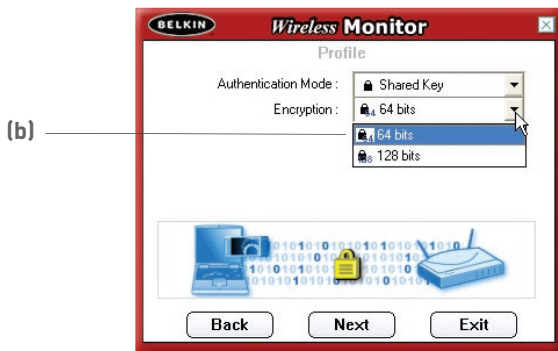 BELKIN Wireless Monitor
Profile
Authentication Mode : Shared Key
Encryption : 64 bits
(b)
64 bits
128 bits
Back Next Exit